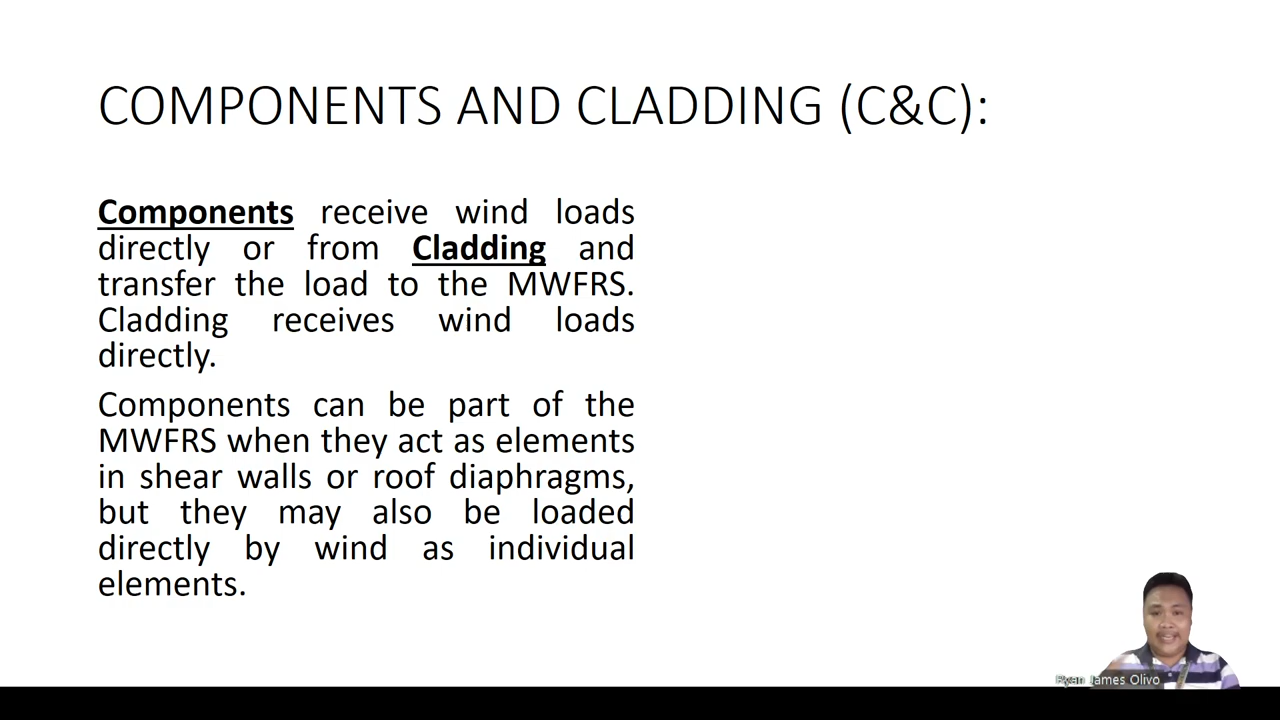 COMPONENTS AND CLADDING (C&C):
Components receive wind loads
directly or from Cladding and
transfer the load to the MWFRS.
Cladding receives wind loads
directly.
Components can be part of the
MWFRS when they act as elements
in shear walls or roof diaphragms,
but they may also be loaded
directly by wind as individual
elements.
Ryan James Olivo